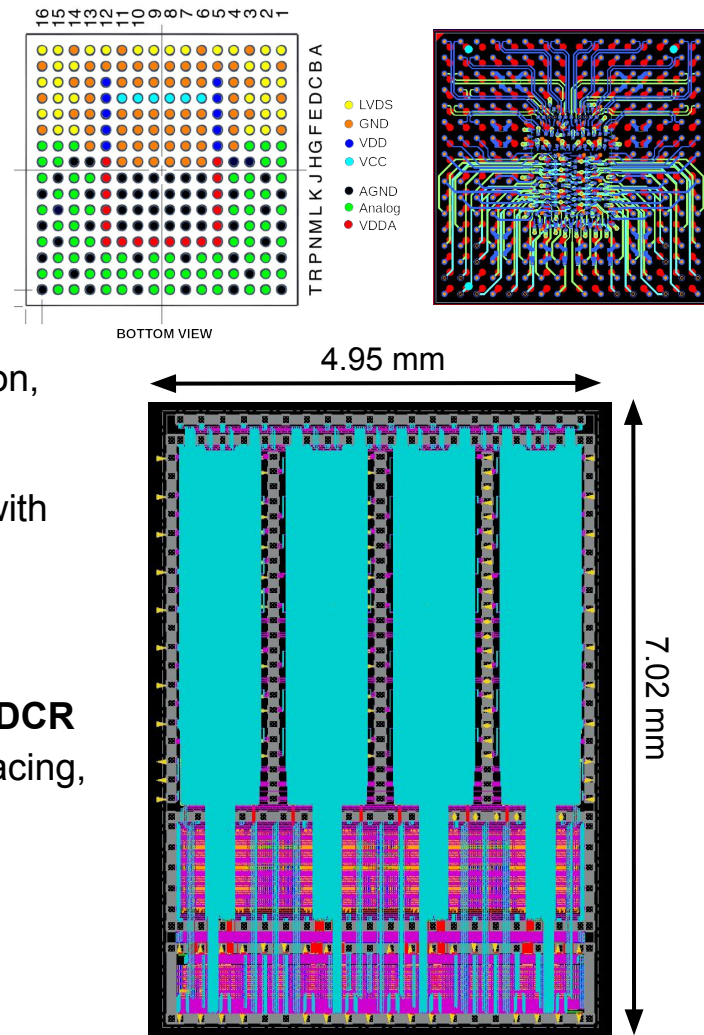 16 15 14 13 12 11 10 9 8 7 6 5 4 3 2 1
A B C D E F G H J K L M N P R T
LVDS
GND
VDD
VCC
AGND
Analog
VDDA
BOTTOM VIEW
on,
4.95 mm
with
7.02 mm
DCR
acing,